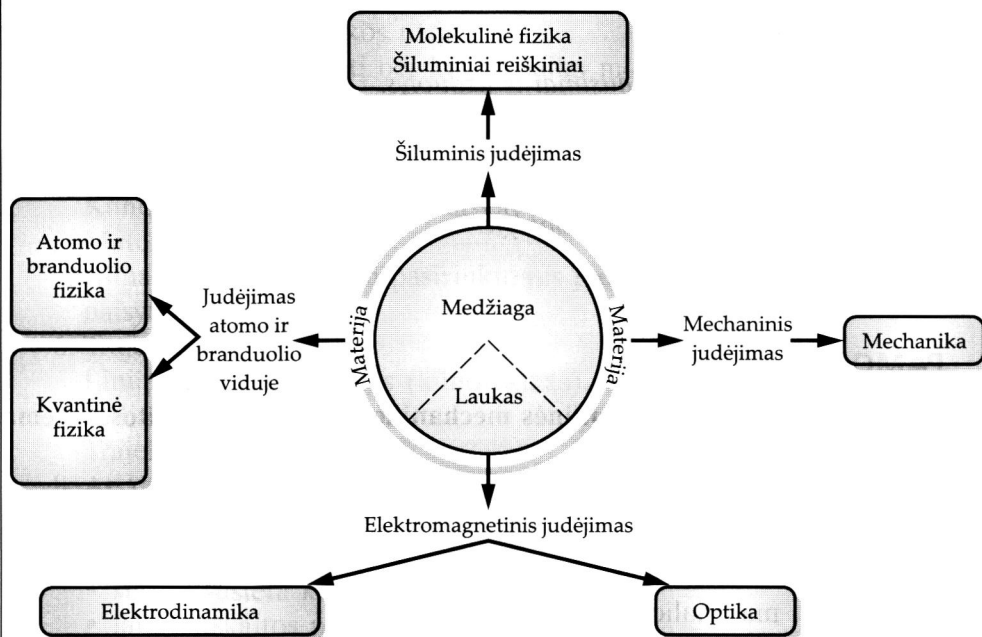 Molekulinė fizika
Šiluminiai reiškiniai
Šiluminis judėjimas
Atomo ir
branduolio
fizika
Kvantinė
fizika
Judėjimas
atomo ir
branduolio
viduje
Materija
Medžiaga
Laukas
Materija
Mechaninis
judėjimas
Mechanika
Elektromagnetinis judėjimas
Elektrodinamika
Optika